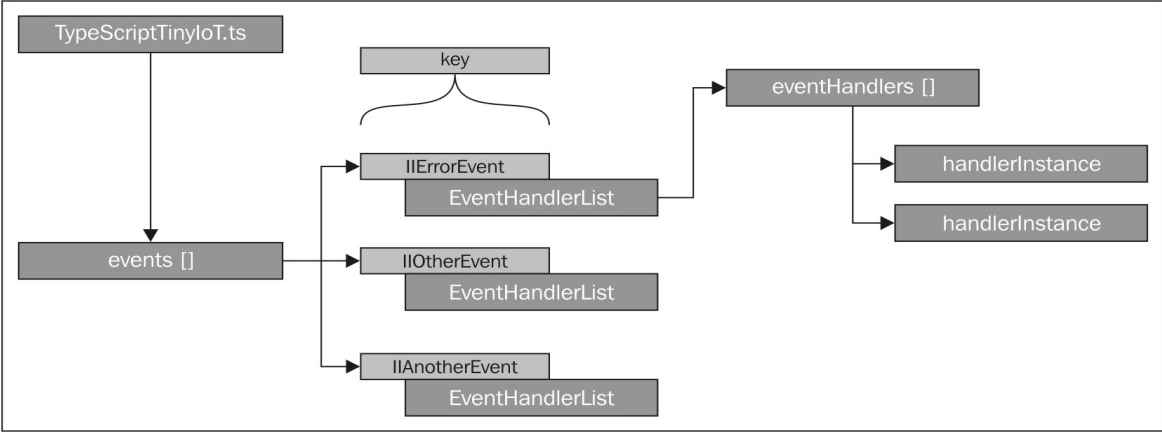 TypeScriptTinyIoT.ts
key
eventHandlers []
IIErrorEvent
EventHandlerList
handlerInstance
handlerInstance
events []
IIOtherEvent
EventHandlerList
IIAnotherEvent
EventHandlerList